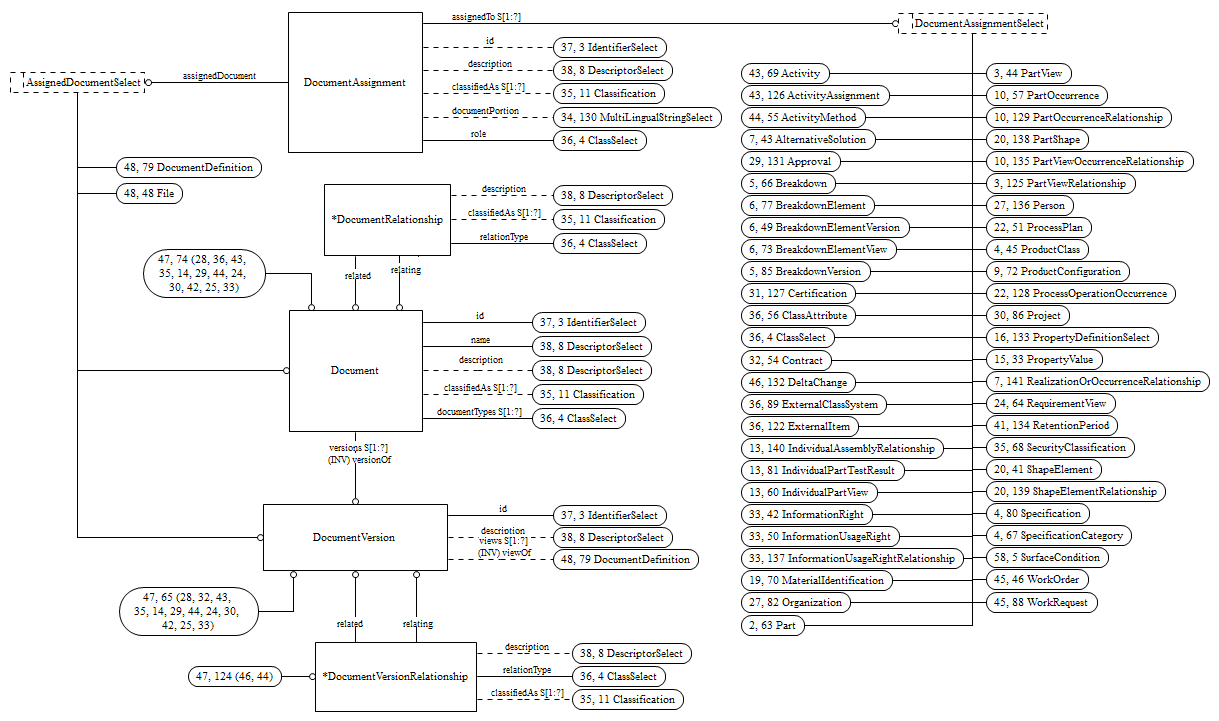 assignedTo S[1:?]
DocumentAssignmentSelect
id
37, 3 IdentifierSelect
description
38, 8 DescriptorSelect
AssignedDocumentSelect
assignedDocument
DocumentAssignment
classifiedAs S[1:?]
35, 11 Classification
documentPortion
34, 130 MultiLingualStringSelect
role
36, 4 ClassSelect
48, 79 DocumentDefinition
48, 48 File
*DocumentRelationship
description
38, 8 DescriptorSelect
classifiedAs S[1:?]
35, 11 Classification
relationType
36, 4 ClassSelect
47, 74 (28, 36, 43,
35, 14, 29, 44, 24,
30, 42, 25, 33)
related
relating
Document
id
37, 3 IdentifierSelect
name
38, 8 DescriptorSelect
description
38, 8 DescriptorSelect
classifiedAs S[1:?]
35, 11 Classification
documentTypes S[1:?]
36, 4 ClassSelect
versions S[1:?]
(INV) versionOf
DocumentVersion
id
37, 3 IdentifierSelect
description
38, 8 DescriptorSelect
views S[1:?]
(INV) viewOf
48, 79 DocumentDefinition
47, 65 (28, 32, 43,
35, 14, 29, 44, 24, 30,
42, 25, 33)
related
relating
47, 124 (46, 44)
*DocumentVersionRelationship
description
38, 8 DescriptorSelect
relationType
36, 4 ClassSelect
classifiedAs S[1:?]
35, 11 Classification
43, 69 Activity
43, 126 ActivityAssignment
44, 55 ActivityMethod
7, 43 AlternativeSolution
29, 131 Approval
5, 66 Breakdown
6, 77 BreakdownElement
6, 49 BreakdownElementVersion
6, 73 BreakdownElementView
5, 85 BreakdownVersion
31, 127 Certification
36, 56 ClassAttribute
36, 4 ClassSelect
32, 54 Contract
46, 132 DeltaChange
36, 89 ExternalClassSystem
36, 122 ExternalItem
13, 140 IndividualAssemblyRelationship
13, 81 IndividualPartTestResult
13, 60 IndividualPartView
33, 42 InformationRight
33, 50 InformationUsageRight
33, 137 InformationUsageRightRelationship
19, 70 MaterialIdentification
27, 82 Organization
2, 63 Part
3, 44 PartView
10, 57 PartOccurrence
10, 129 PartOccurrenceRelationship
20, 138 PartShape
10, 135 PartViewOccurrenceRelationship
3, 125 PartViewRelationship
27, 136 Person
22, 51 ProcessPlan
4, 45 ProductClass
9, 72 ProductConfiguration
22, 128 ProcessOperationOccurrence
30, 86 Project
16, 133 PropertyDefinitionSelect
15, 33 PropertyValue
7, 141 RealizationOrOccurrenceRelationship
24, 64 RequirementView
41, 134 RetentionPeriod
35, 68 SecurityClassification
20, 41 ShapeElement
20, 139 ShapeElementRelationship
4, 80 Specification
4, 67 SpecificationCategory
58, 5 SurfaceCondition
45, 46 WorkOrder
45, 88 WorkRequest